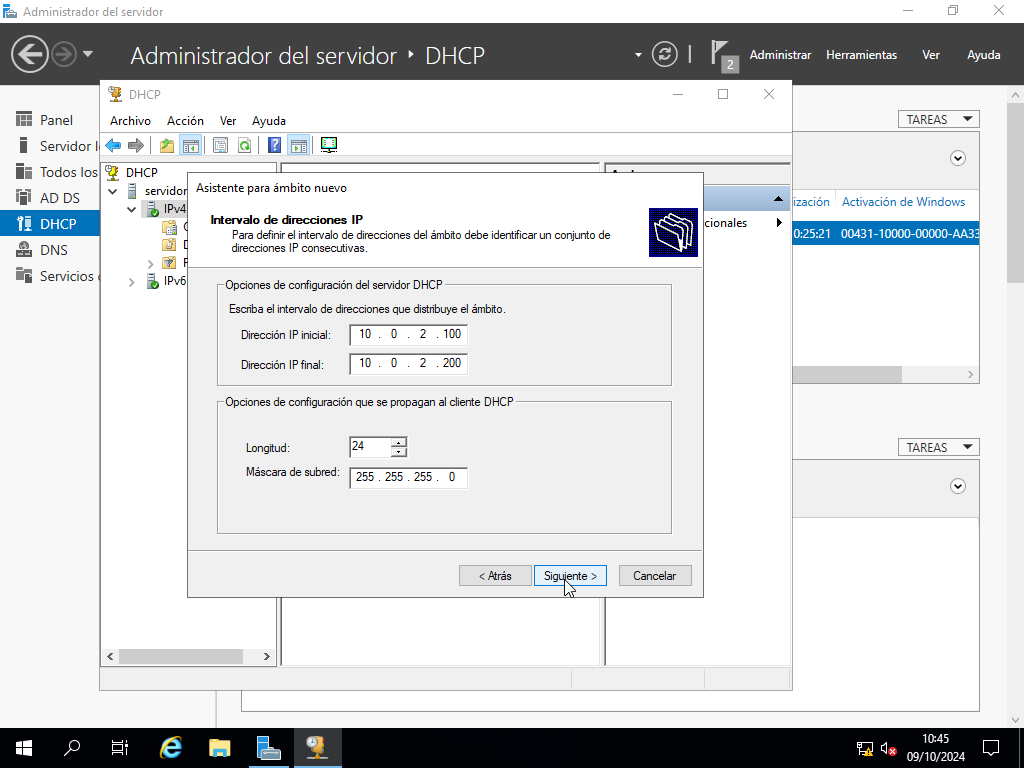 Administrador del servidor
Administrador del servidor ‣ DHCP
2
Administrar
Herramientas
Ver
Ayuda
Panel
Servidor l
Todos los
AD DS
DHCP
DNS
Servicios
DHCP
Archivo
Acción
Ver
Ayuda
DHCP
servidor
IPv4
IPv6
cionales
TAREAS
ización
Activación de Windows
0:25:21
00431-10000-00000-AA33
TAREAS
Asistente para ámbito nuevo
Intervalo de direcciones IP
Para definir el intervalo de direcciones del ámbito debe identificar un conjunto de
direcciones IP consecutivas.
Opciones de configuración del servidor DHCP
Escriba el intervalo de direcciones que distribuye el ámbito.
Dirección IP inicial: 10 . 0 . 2 . 100
Dirección IP final: 10 . 0 . 2 . 200
Opciones de configuración que se propagan al cliente DHCP
Longitud: 24
Máscara de subred: 255 . 255 . 255 . 0
< Atrás
Siguiente >
Cancelar
10:45
09/10/2024